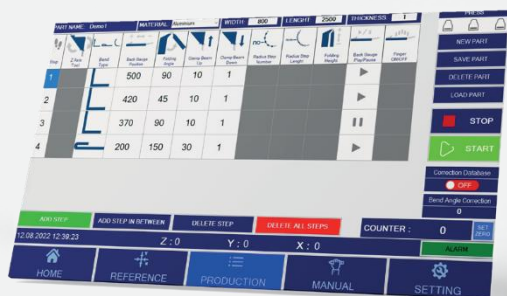 PART NAME: Demo1 MATERIAL Aluminium WIDTH 800 LENGHT 2500 THICKNESS 1
PRESS
Step Z Axis Tool Bend Type Back Gauge Position Folding Angle Clamp Beam Up Clamp Beam Down Radius Step Number Radius Step Lenght Folding Height Back Gauge Play/Pause Finger ON/OFF
1 500 90 10 1
2 420 45 10 1
3 370 90 10 1
4 200 150 30 1
NEW PART
SAVE PART
DELETE PART
LOAD PART
STOP
START
Correction Database
OFF
Bend Angle Correction
0
ADD STEP ADD STEP IN BETWEEN DELETE STEP DELETE ALL STEPS COUNTER : 0 SET ZERO
12.08.2022 12:39:23 Z : 0 Y : 0 X : 0 ALARM
HOME REFERENCE PRODUCTION MANUAL SETTING